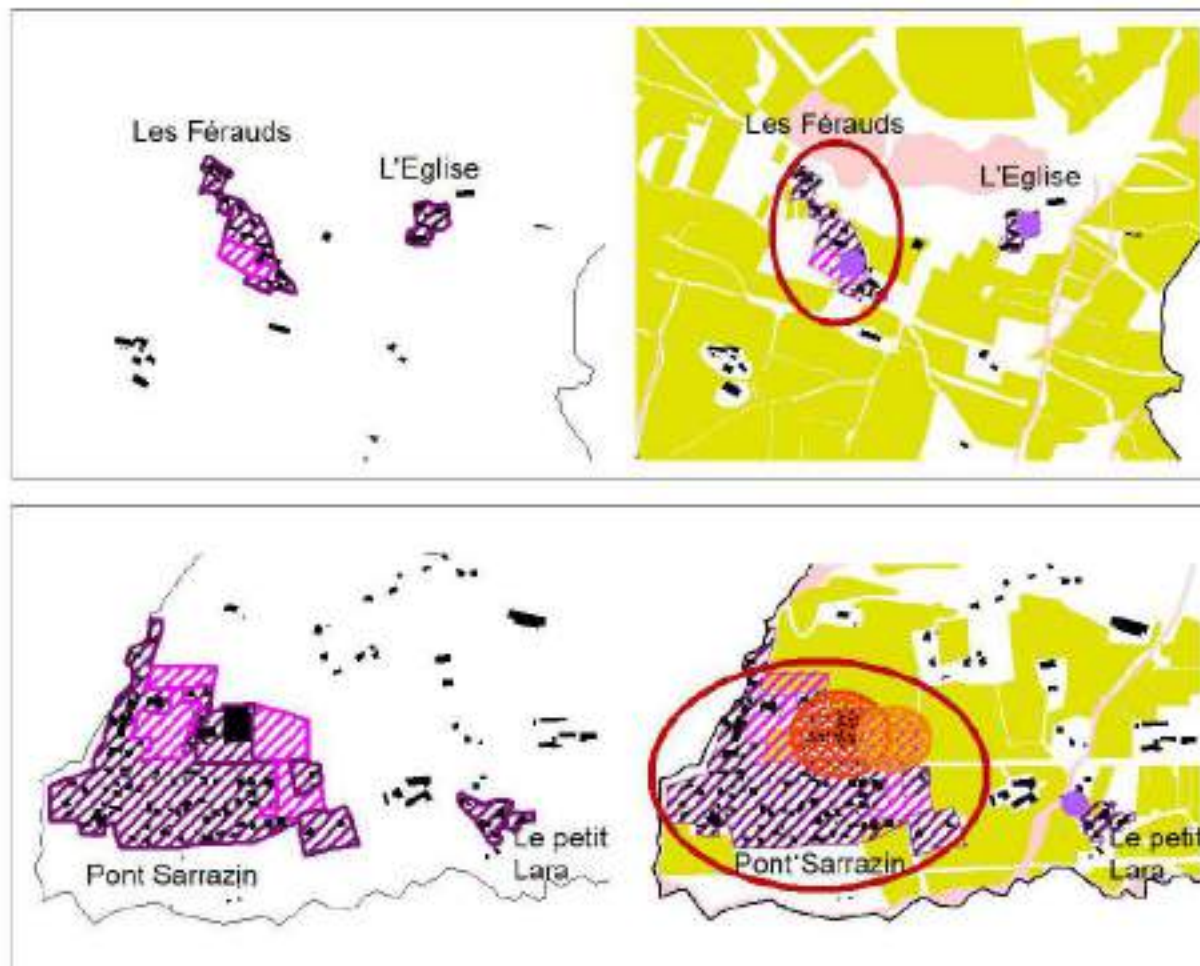 Les Férauds
L'Eglise
Les Férauds
L'Eglise
Pont Sarrazin
Le petit
Lara
Pont Sarrazin
Le petit
Lara